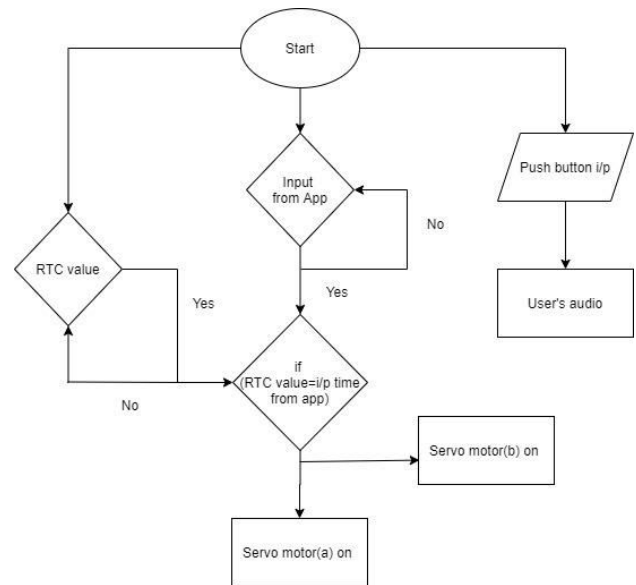 Start
Input
from App
Push button i/p
No
RTC value
Yes
Yes
User's audio
if
(RTC value=i/p time
from app)
No
Servo motor(b) on
Servo motor(a) on